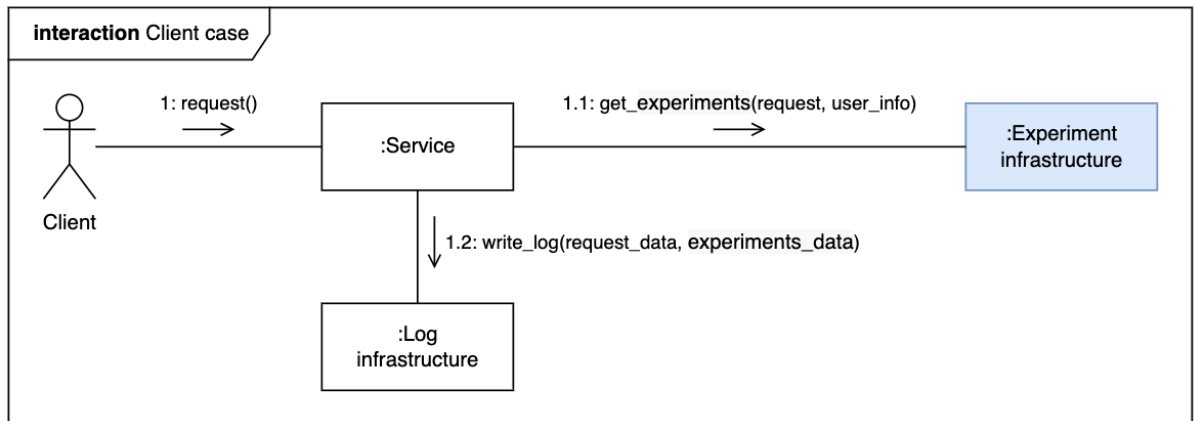 interaction Client case
1: request()
1.1: get_experiments(request, user_info)
:Service
:Experiment
infrastructure
Client
1.2: write_log(request_data, experiments_data)
:Log
infrastructure